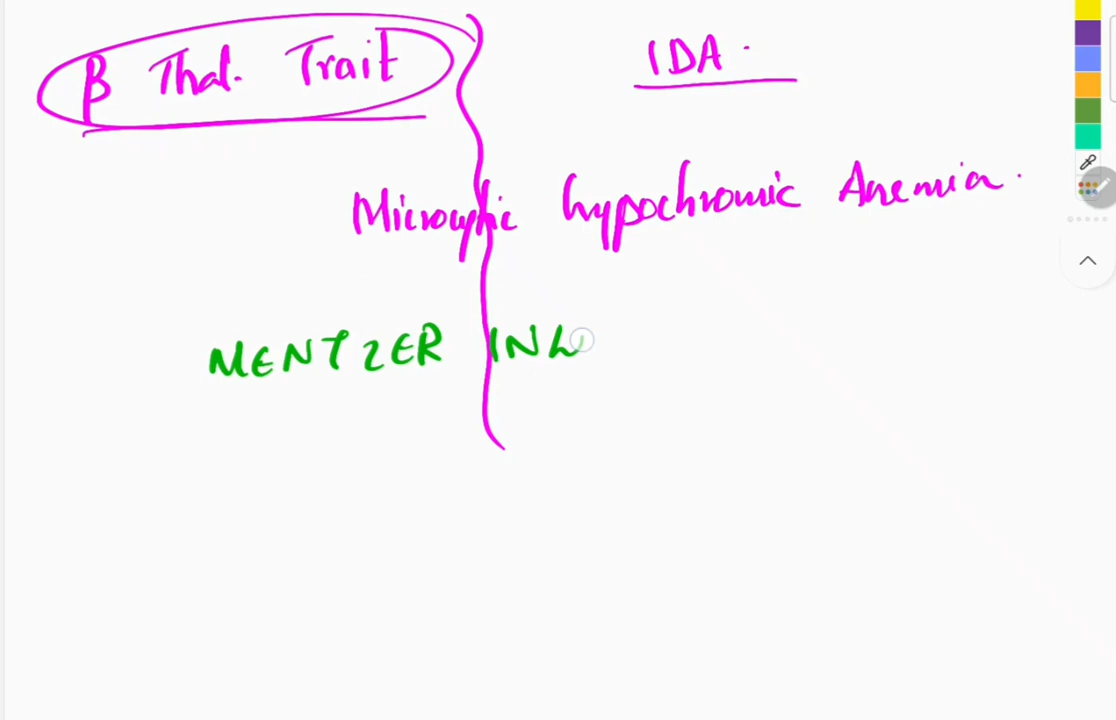 β Thal. Trait
IDA.
Microcytic hypochromic Anemia.
MENTZER IND